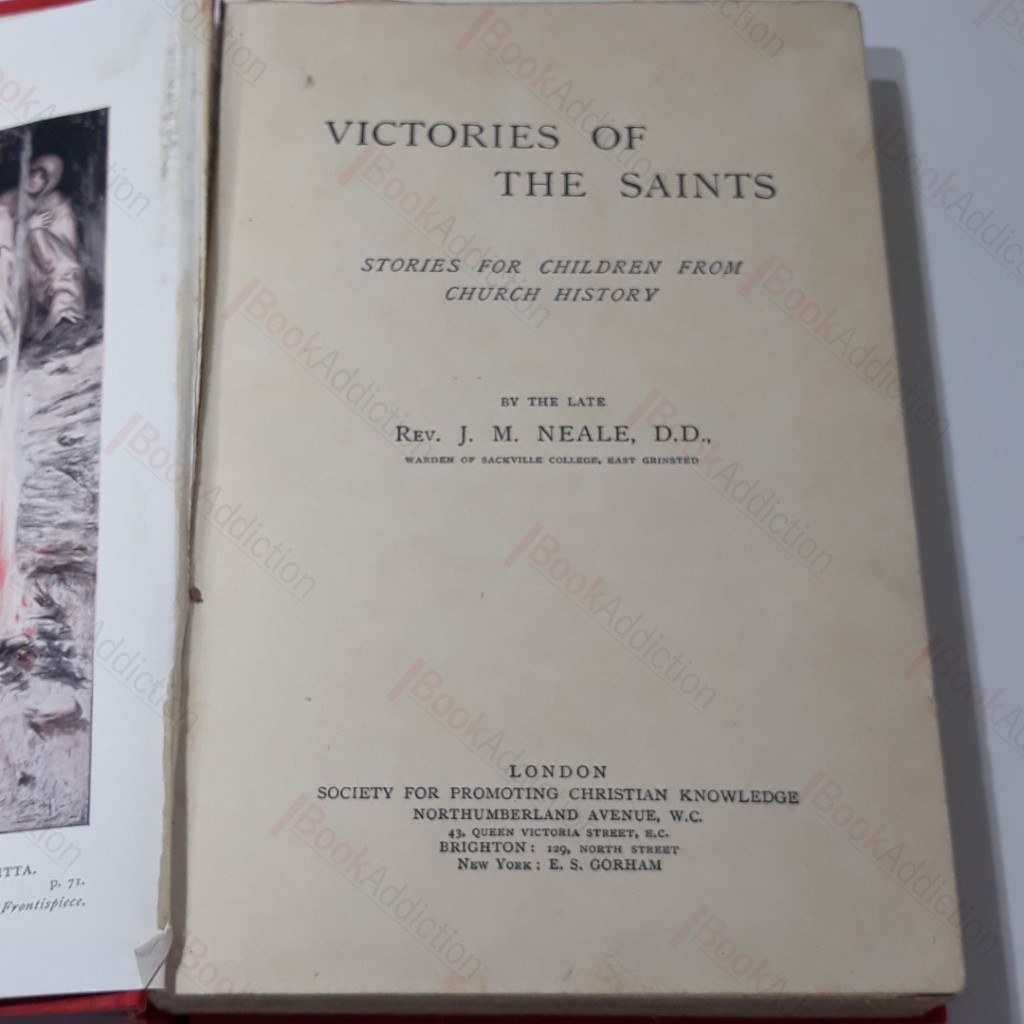 ITTA.
p. 71.
Frontispiece.
VICTORIES OF
THE SAINTS
STORIES FOR CHILDREN FROM
CHURCH HISTORY
BY THE LATE
REV. J. M. NEALE, D.D.,
WARDEN OF SACKVILLE COLLEGE, EAST GRINSTED
LONDON
SOCIETY FOR PROMOTING CHRISTIAN KNOWLEDGE
NORTHUMBERLAND AVENUE, W.C.
43, QUEEN VICTORIA STREET, E.C.
BRIGHTON: 129, NORTH STREET
NEW YORK: E. S. GORHAM
BookAddiction